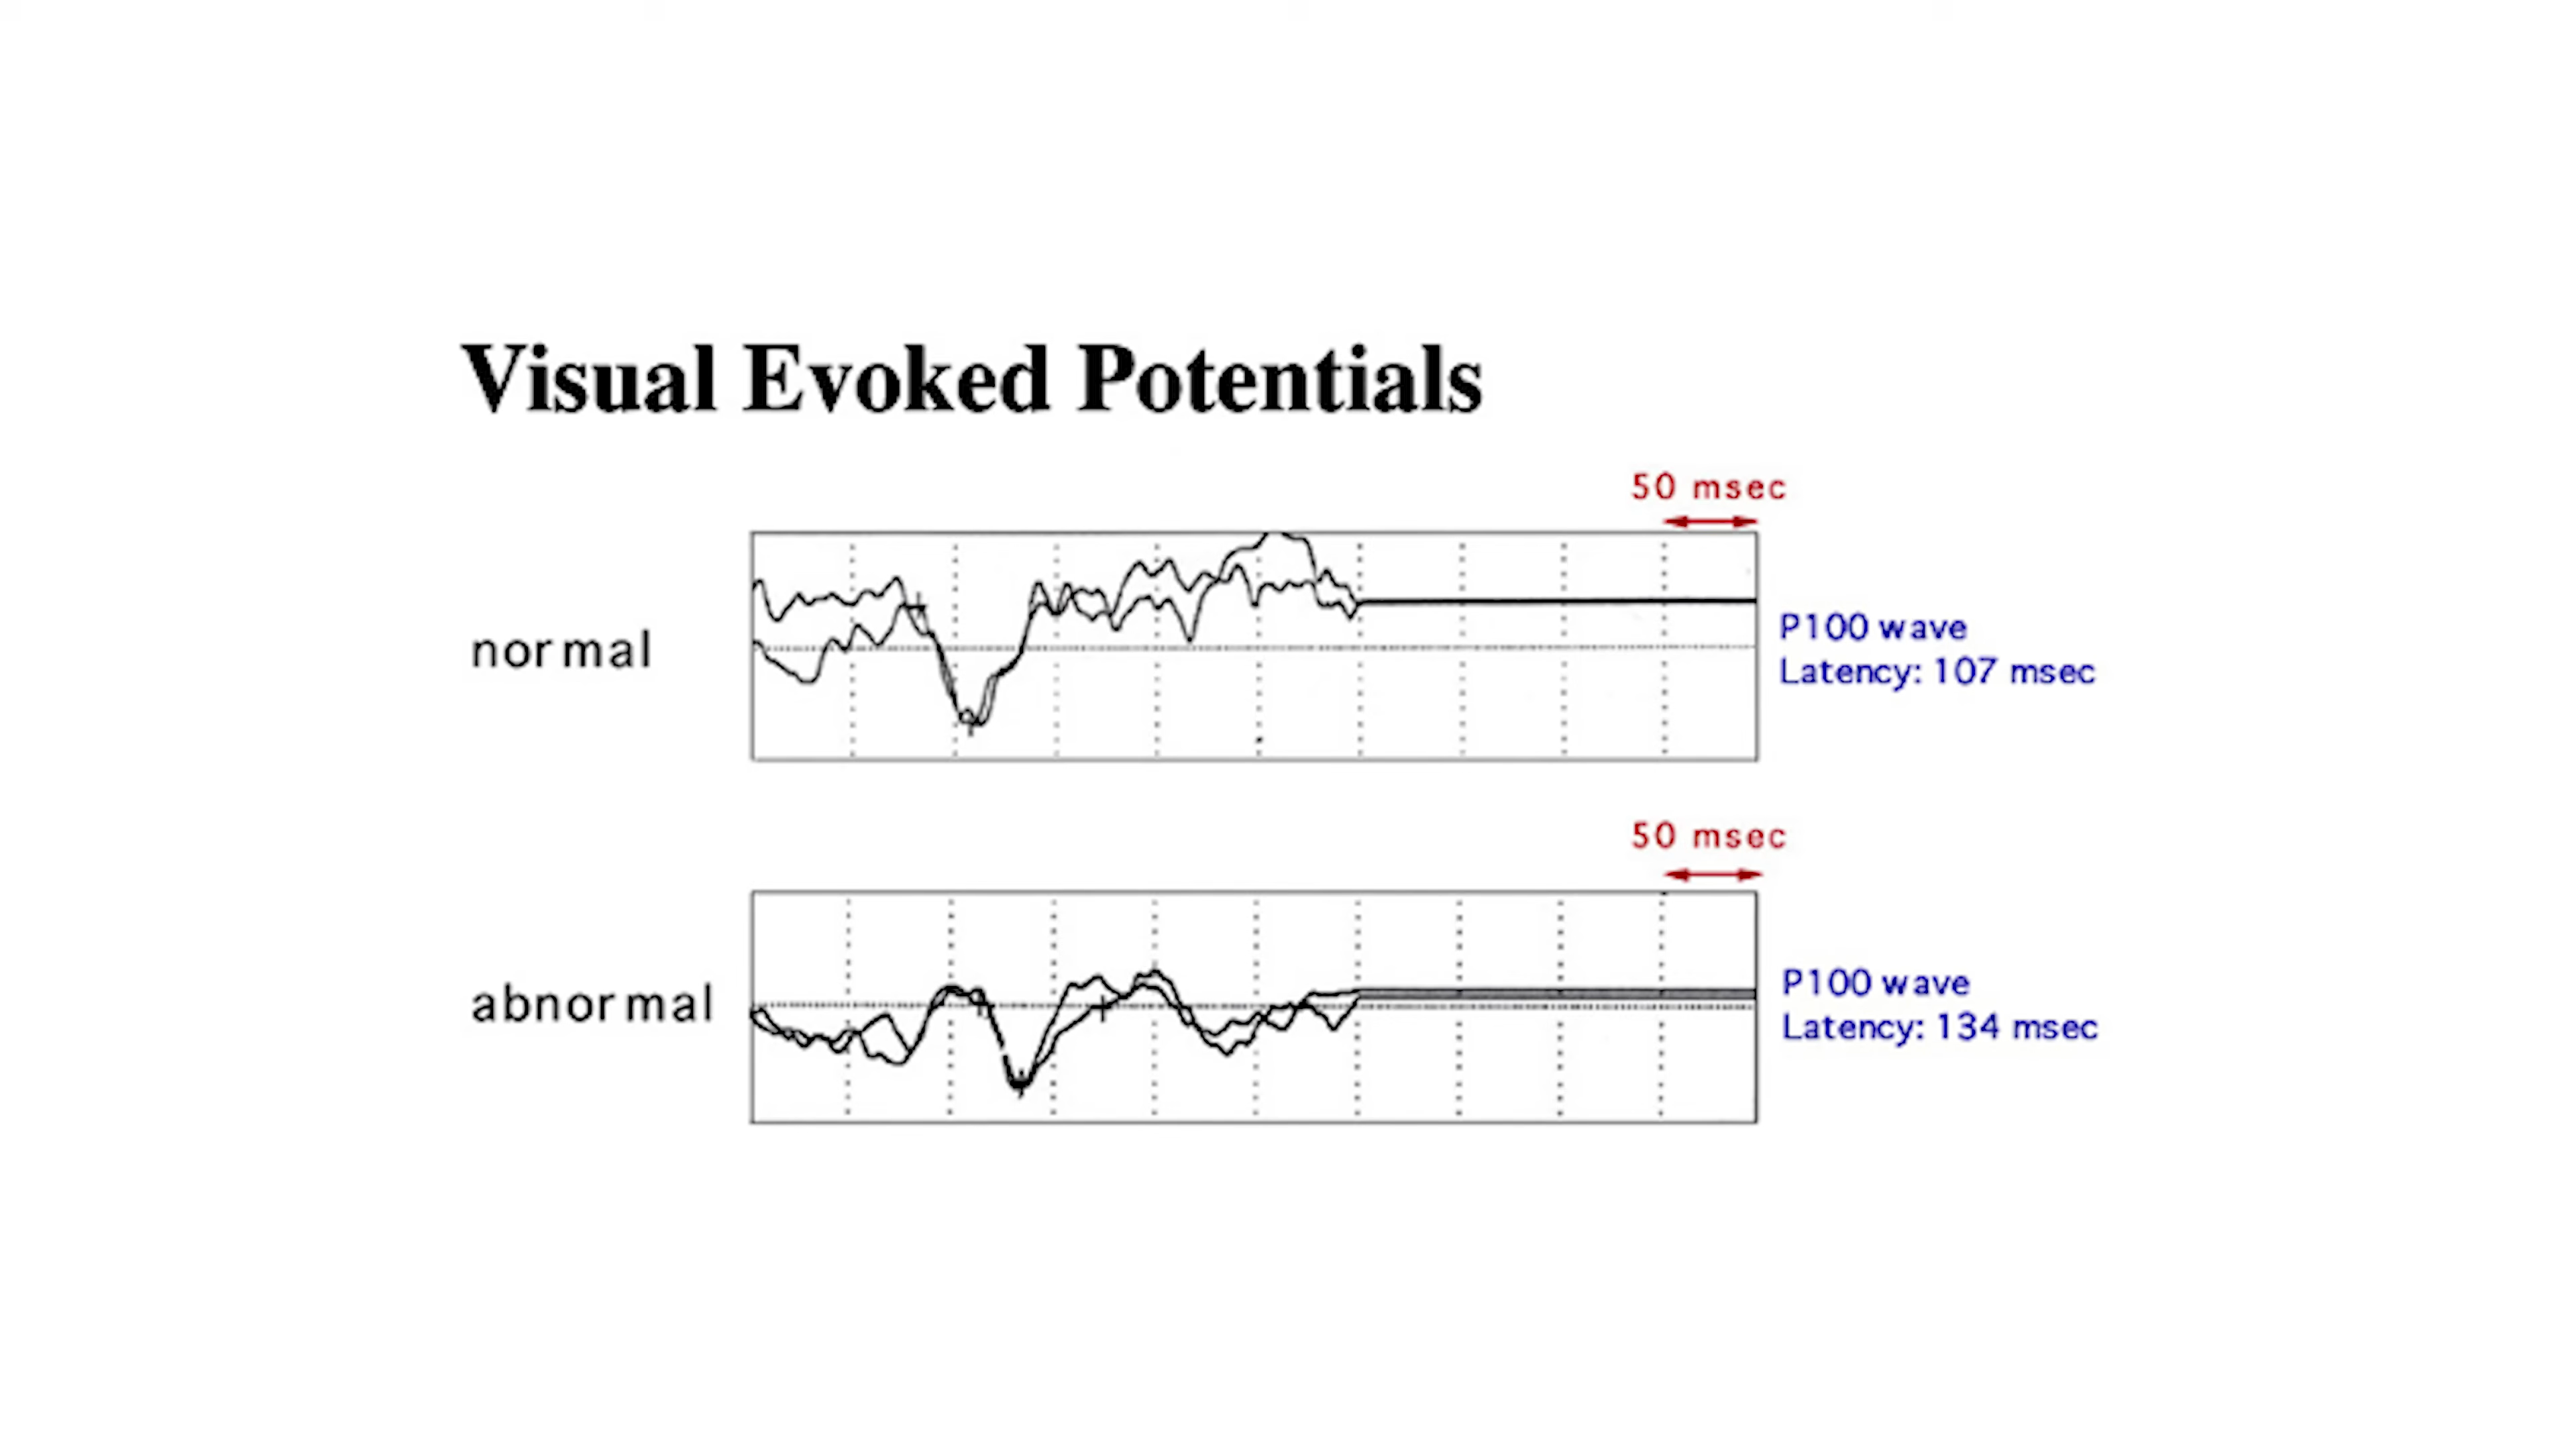 Visual Evoked Potentials
50 msec
normal
P100 wave
Latency: 107 msec
50 msec
abnormal
P100 wave
Latency: 134 msec